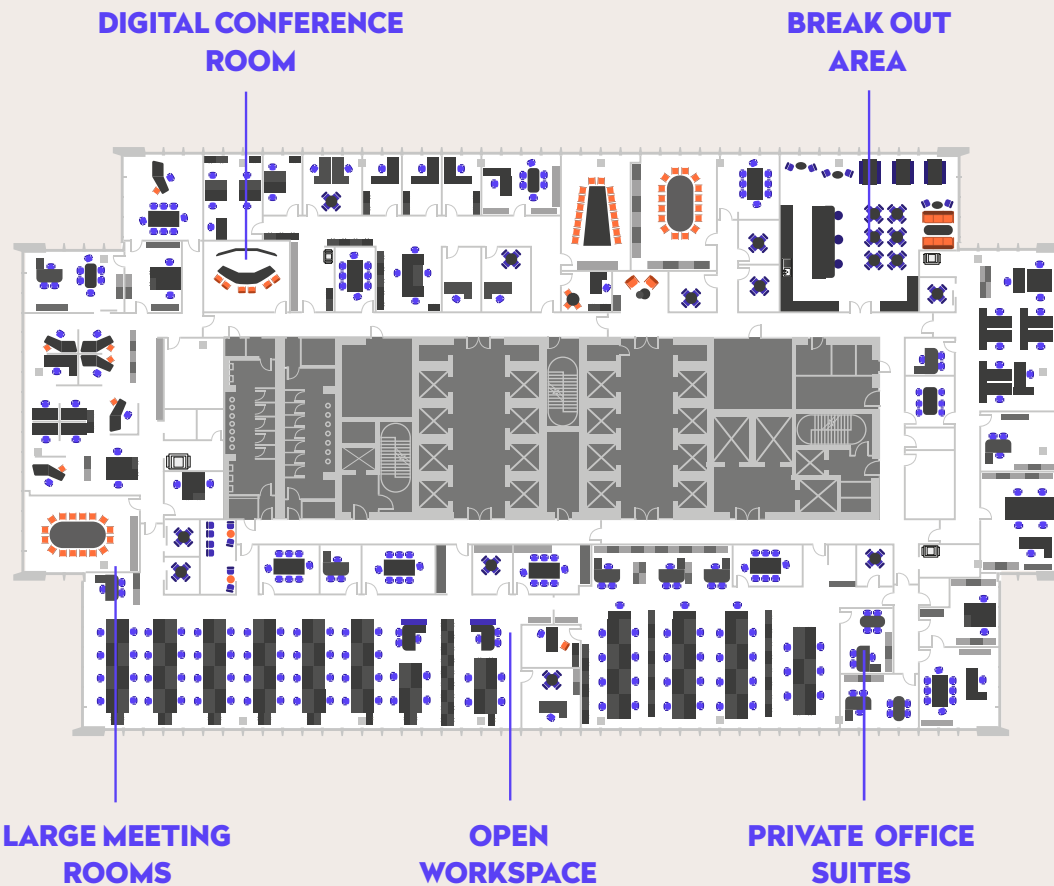 DIGITAL CONFERENCE
ROOM
BREAK OUT
AREA
LARGE MEETING
ROOMS
OPEN
WORKSPACE
PRIVATE OFFICE
SUITES